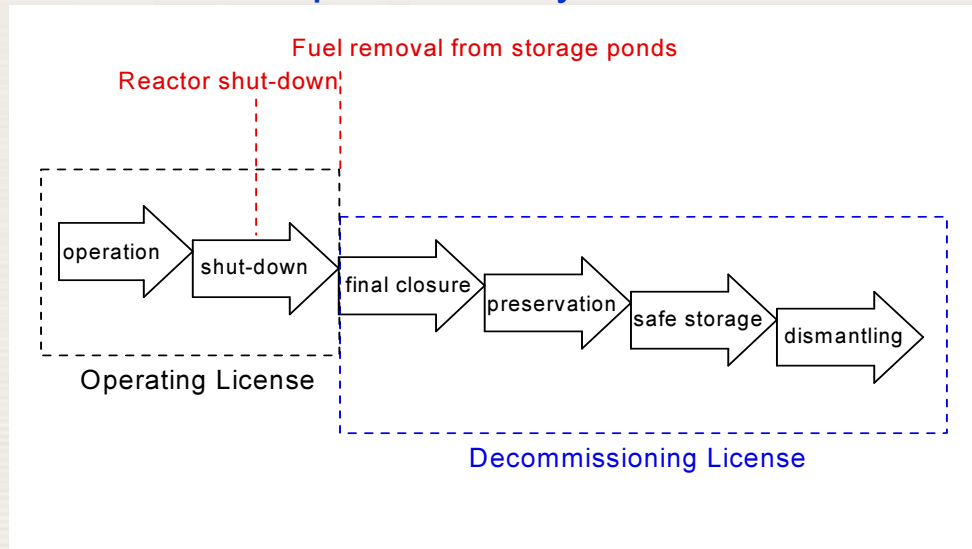 Fuel removal from storage ponds
Reactor shut-down
operation
shut-down
final closure
preservation
safe storage
dismantling
Operating License
Decommissioning License